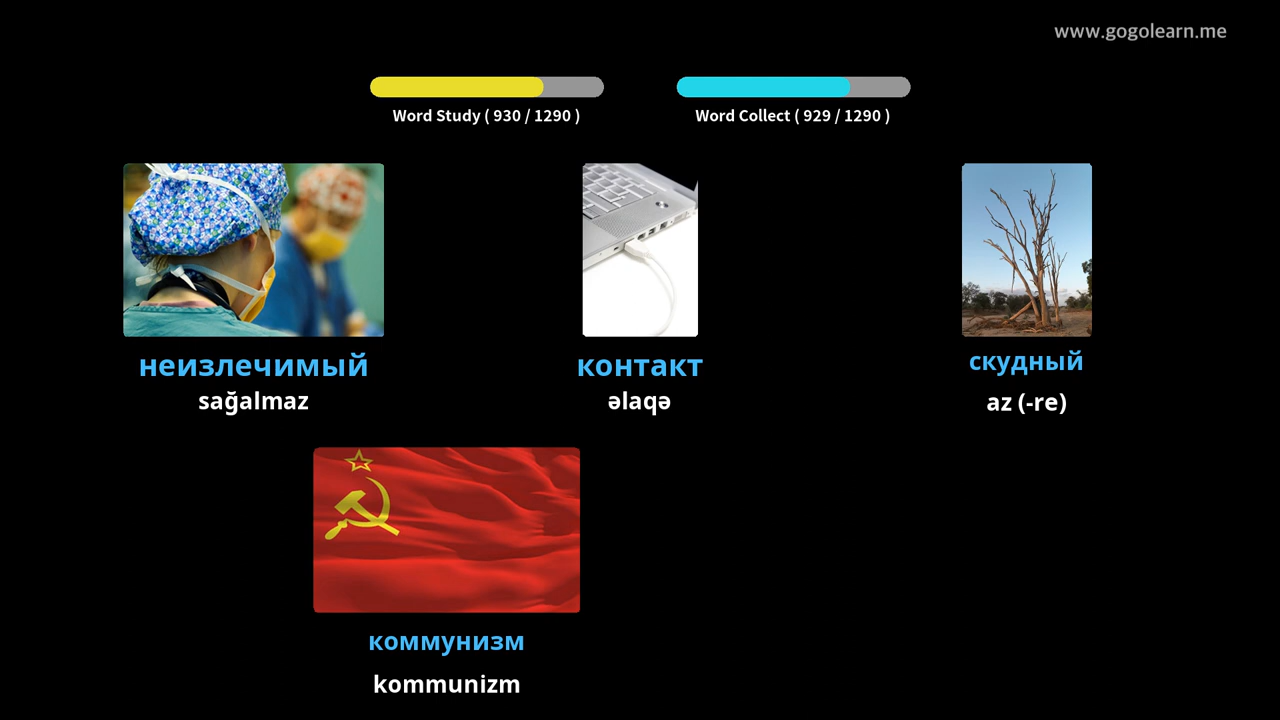 www.gogolearn.me
Word Study ( 930 / 1290 )
Word Collect ( 929 / 1290 )
неизлечимый
sağalmaz
контакт
əlaqə
скудный
az (-re)
коммунизм
kommunizm